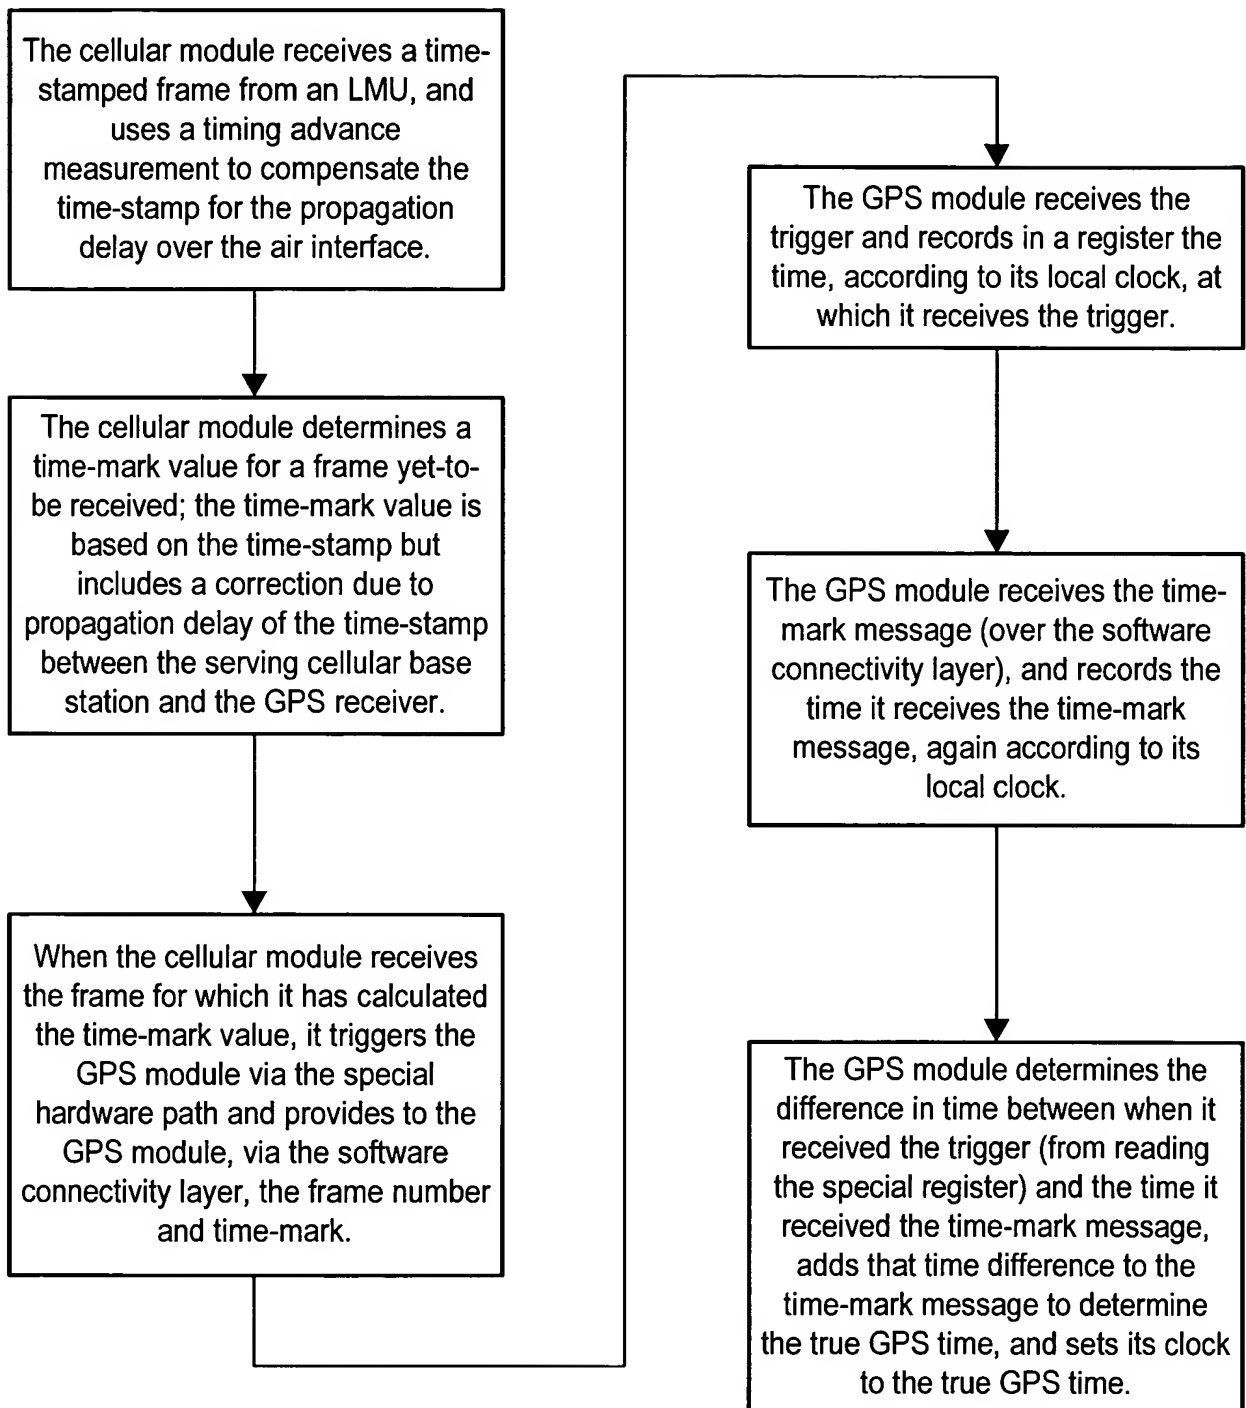 The cellular module receives a time-
stamped frame from an LMU, and
uses a timing advance
measurement to compensate the
time-stamp for the propagation
delay over the air interface.
The cellular module determines a
time-mark value for a frame yet-to-
be received; the time-mark value is
based on the time-stamp but
includes a correction due to
propagation delay of the time-stamp
between the serving cellular base
station and the GPS receiver.
When the cellular module receives
the frame for which it has calculated
the time-mark value, it triggers the
GPS module via the special
hardware path and provides to the
GPS module, via the software
connectivity layer, the frame number
and time-mark.
The GPS module receives the
trigger and records in a register the
time, according to its local clock, at
which it receives the trigger.
The GPS module receives the time-
mark message (over the software
connectivity layer), and records the
time it receives the time-mark
message, again according to its
local clock.
The GPS module determines the
difference in time between when it
received the trigger (from reading
the special register) and the time it
received the time-mark message,
adds that time difference to the
time-mark message to determine
the true GPS time, and sets its clock
to the true GPS time.